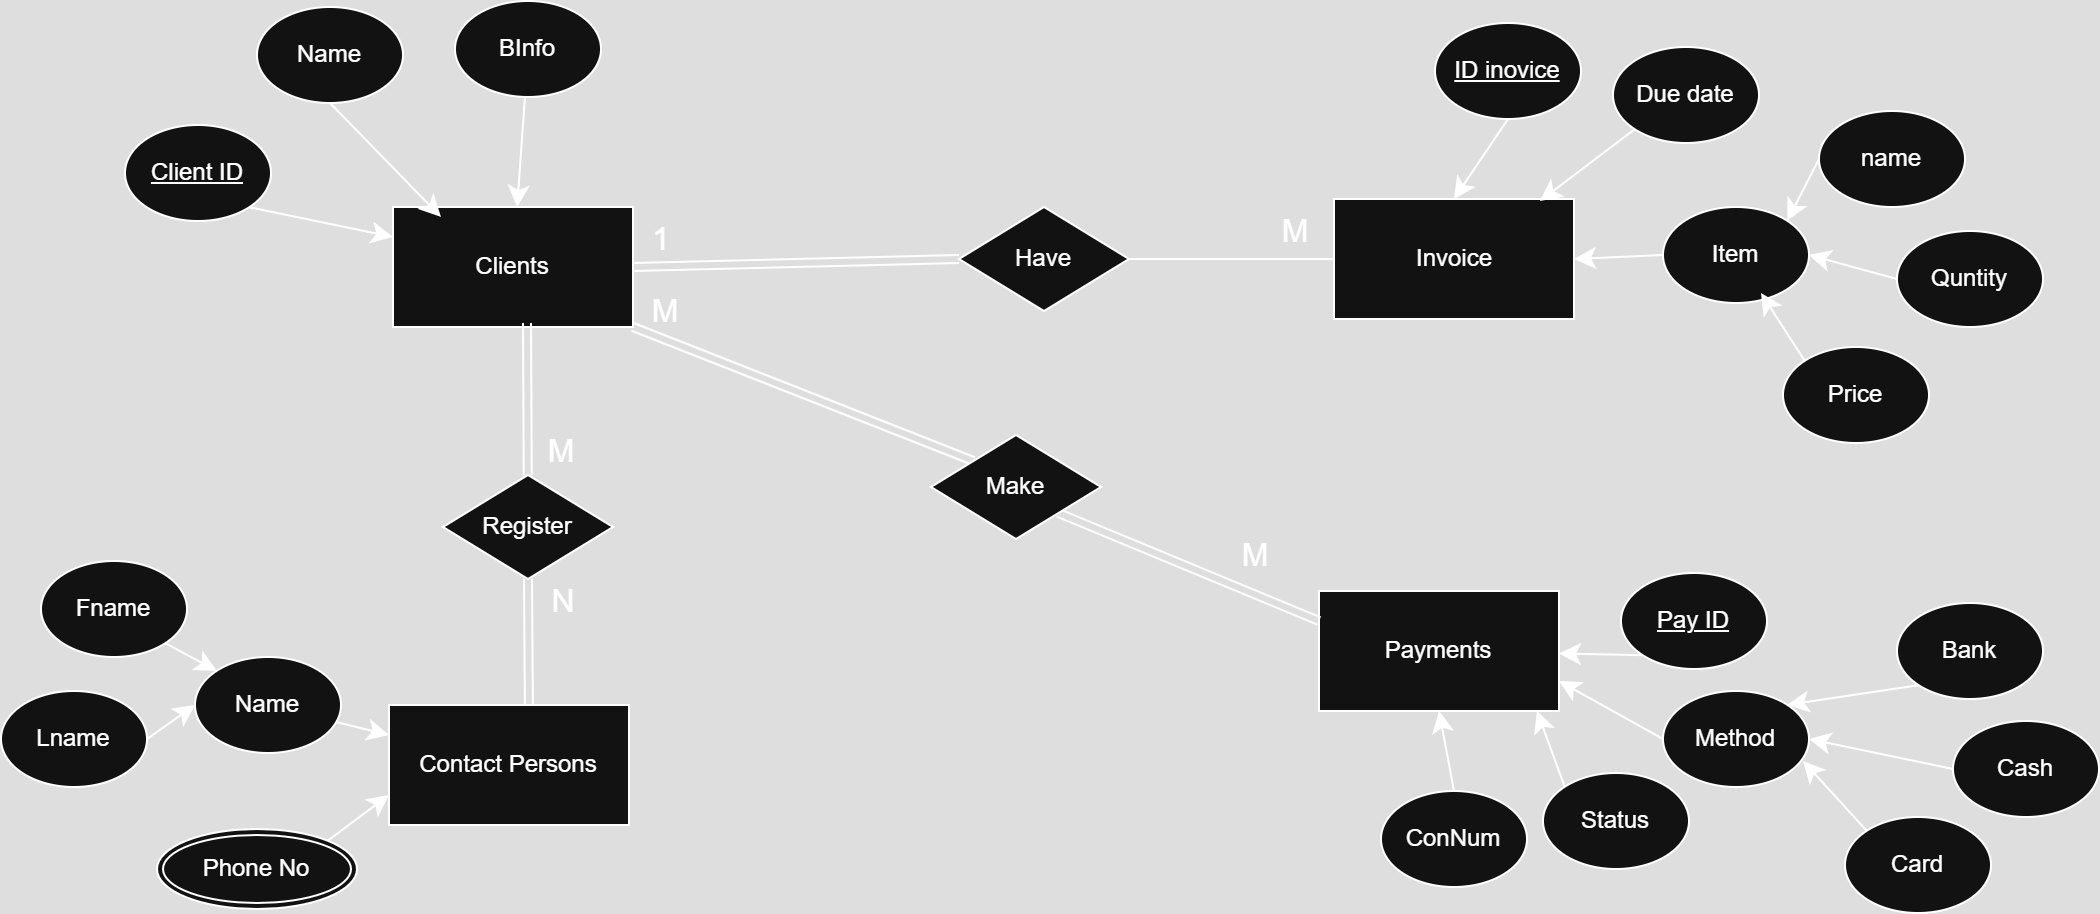 Name
BInfo
Client ID
Clients
1
M
Have
M
Invoice
ID inovice
Due date
name
Item
Quntity
Price
Make
M
M
Register
N
Fname
Lname
Name
Contact Persons
Phone No
Payments
Pay ID
Bank
Method
Cash
Card
Status
ConNum